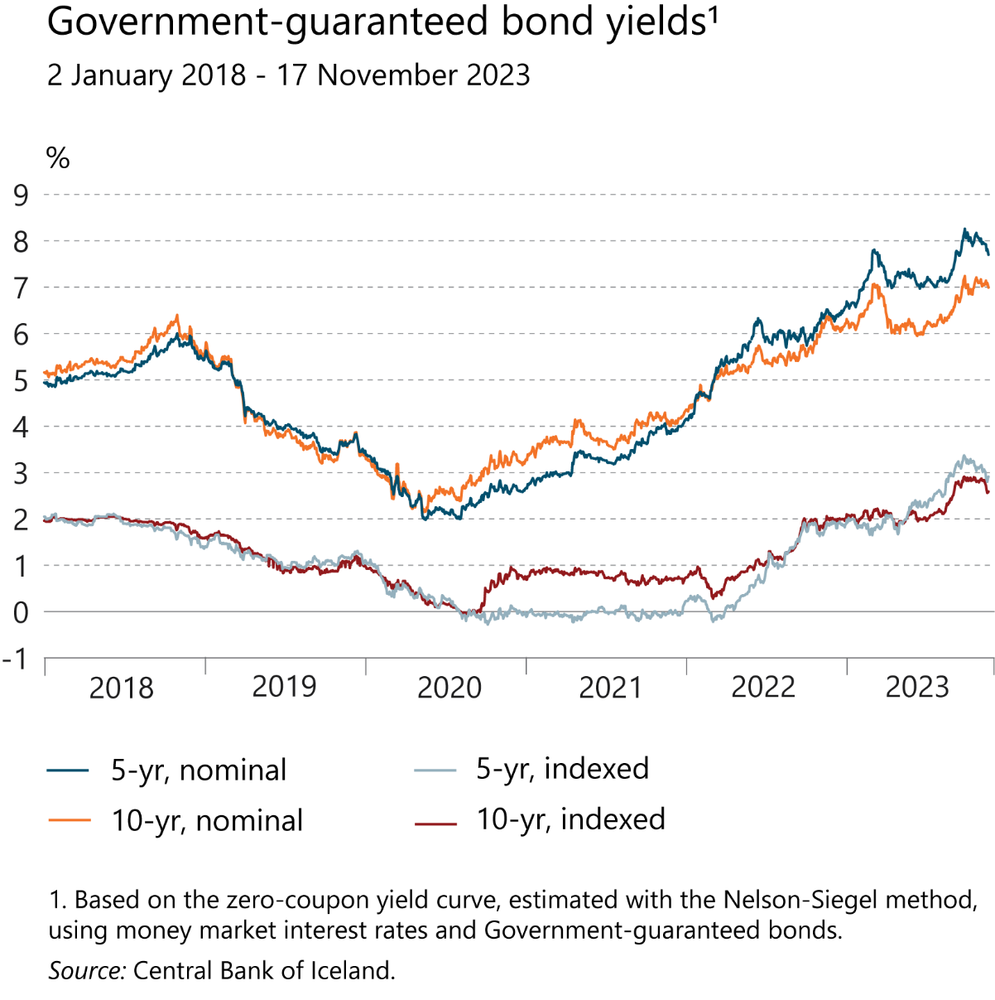 Government-guaranteed bond yields¹
2 January 2018 - 17 November 2023
%
9
8
7
6
5
4
3
2
1
0
-1
2018 2019 2020 2021 2022 2023
5-yr, nominal 5-yr, indexed
10-yr, nominal 10-yr, indexed
1. Based on the zero-coupon yield curve, estimated with the Nelson-Siegel method,
using money market interest rates and Government-guaranteed bonds.
Source: Central Bank of Iceland.